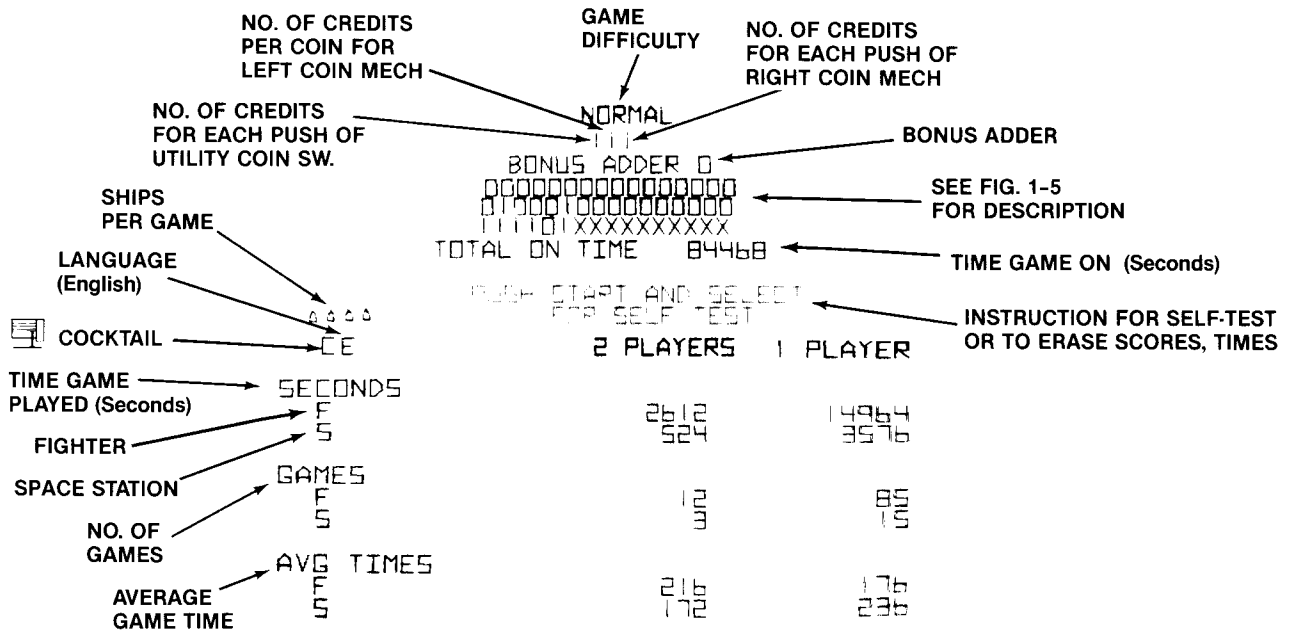 NO. OF CREDITS
PER COIN FOR
LEFT COIN MECH
GAME
DIFFICULTY
NO. OF CREDITS
FOR EACH PUSH OF
RIGHT COIN MECH
NO. OF CREDITS
FOR EACH PUSH OF
UTILITY COIN SW.
NORMAL
1 1 1
BONUS ADDER 0
BONUS ADDER
0000000000000000
111101XXXXXXXXXX
SEE FIG. 1-5
FOR DESCRIPTION
TOTAL ON TIME 84468
TIME GAME ON (Seconds)
SHIPS
PER GAME
LANGUAGE
(English)
PUSH START AND SELECT
FOR SELF TEST
INSTRUCTION FOR SELF-TEST
OR TO ERASE SCORES, TIMES
COCKTAIL
C E
2 PLAYERS 1 PLAYER
TIME GAME
PLAYED (Seconds)
SECONDS
F 2612 14964
S 524 3576
FIGHTER
SPACE STATION
GAMES
F 12 85
S 3 15
NO. OF
GAMES
AVG TIMES
F 216 176
S 172 236
AVERAGE
GAME TIME